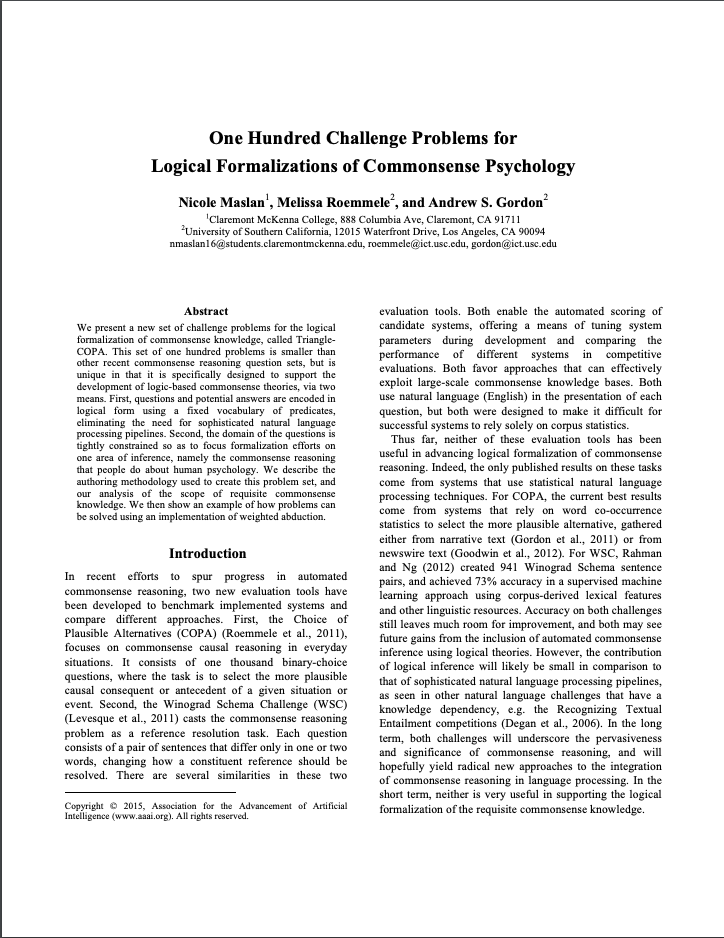 One Hundred Challenge Problems for
Logical Formalizations of Commonsense Psychology
Nicole Maslan1, Melissa Roemmele2, and Andrew S. Gordon2
1Claremont McKenna College, 888 Columbia Ave, Claremont, CA 91711
2University of Southern California, 12015 Waterfront Drive, Los Angeles, CA 90094
nmaslan16@students.claremontmckenna.edu, roemmele@ict.usc.edu, gordon@ict.usc.edu
Abstract
We present a new set of challenge problems for the logical
formalization of commonsense knowledge, called Triangle-
COPA. This set of one hundred problems is smaller than
other recent commonsense reasoning question sets, but is
unique in that it is specifically designed to support the
development of logic-based commonsense theories, via two
means. First, questions and potential answers are encoded in
logical form using a fixed vocabulary of predicates,
eliminating the need for sophisticated natural language
processing pipelines. Second, the domain of the questions is
tightly constrained so as to focus formalization efforts on
one area of inference, namely the commonsense reasoning
that people do about human psychology. We describe the
authoring methodology used to create this problem set, and
our analysis of the scope of requisite commonsense
knowledge. We then show an example of how problems can
be solved using an implementation of weighted abduction.
Introduction
In recent efforts to spur progress in automated
commonsense reasoning, two new evaluation tools have
been developed to benchmark implemented systems and
compare different approaches. First, the Choice of
Plausible Alternatives (COPA) (Roemmele et al., 2011),
focuses on commonsense causal reasoning in everyday
situations. It consists of one thousand binary-choice
questions, where the task is to select the more plausible
causal consequent or antecedent of a given situation or
event. Second, the Winograd Schema Challenge (WSC)
(Levesque et al., 2011) casts the commonsense reasoning
problem as a reference resolution task. Each question
consists of a pair of sentences that differ only in one or two
words, changing how a constituent reference should be
resolved. There are several similarities in these two
Copyright © 2015, Association for the Advancement of Artificial
Intelligence (www.aaai.org). All rights reserved.
evaluation tools. Both enable the automated scoring of
candidate systems, offering a means of tuning system
parameters during development and comparing the
performance of different systems in competitive
evaluations. Both favor approaches that can effectively
exploit large-scale commonsense knowledge bases. Both
use natural language (English) in the presentation of each
question, but both were designed to make it difficult for
successful systems to rely solely on corpus statistics.
Thus far, neither of these evaluation tools has been
useful in advancing logical formalization of commonsense
reasoning. Indeed, the only published results on these tasks
come from systems that use statistical natural language
processing techniques. For COPA, the current best results
come from systems that rely on word co-occurrence
statistics to select the more plausible alternative, gathered
either from narrative text (Gordon et al., 2011) or from
newswire text (Goodwin et al., 2012). For WSC, Rahman
and Ng (2012) created 941 Winograd Schema sentence
pairs, and achieved 73% accuracy in a supervised machine
learning approach using corpus-derived lexical features
and other linguistic resources. Accuracy on both challenges
still leaves much room for improvement, and both may see
future gains from the inclusion of automated commonsense
inference using logical theories. However, the contribution
of logical inference will likely be small in comparison to
that of sophisticated natural language processing pipelines,
as seen in other natural language challenges that have a
knowledge dependency, e.g. the Recognizing Textual
Entailment competitions (Degan et al., 2006). In the long
term, both challenges will underscore the pervasiveness
and significance of commonsense reasoning, and will
hopefully yield radical new approaches to the integration
of commonsense reasoning in language processing. In the
short term, neither is very useful in supporting the logical
formalization of the requisite commonsense knowledge.